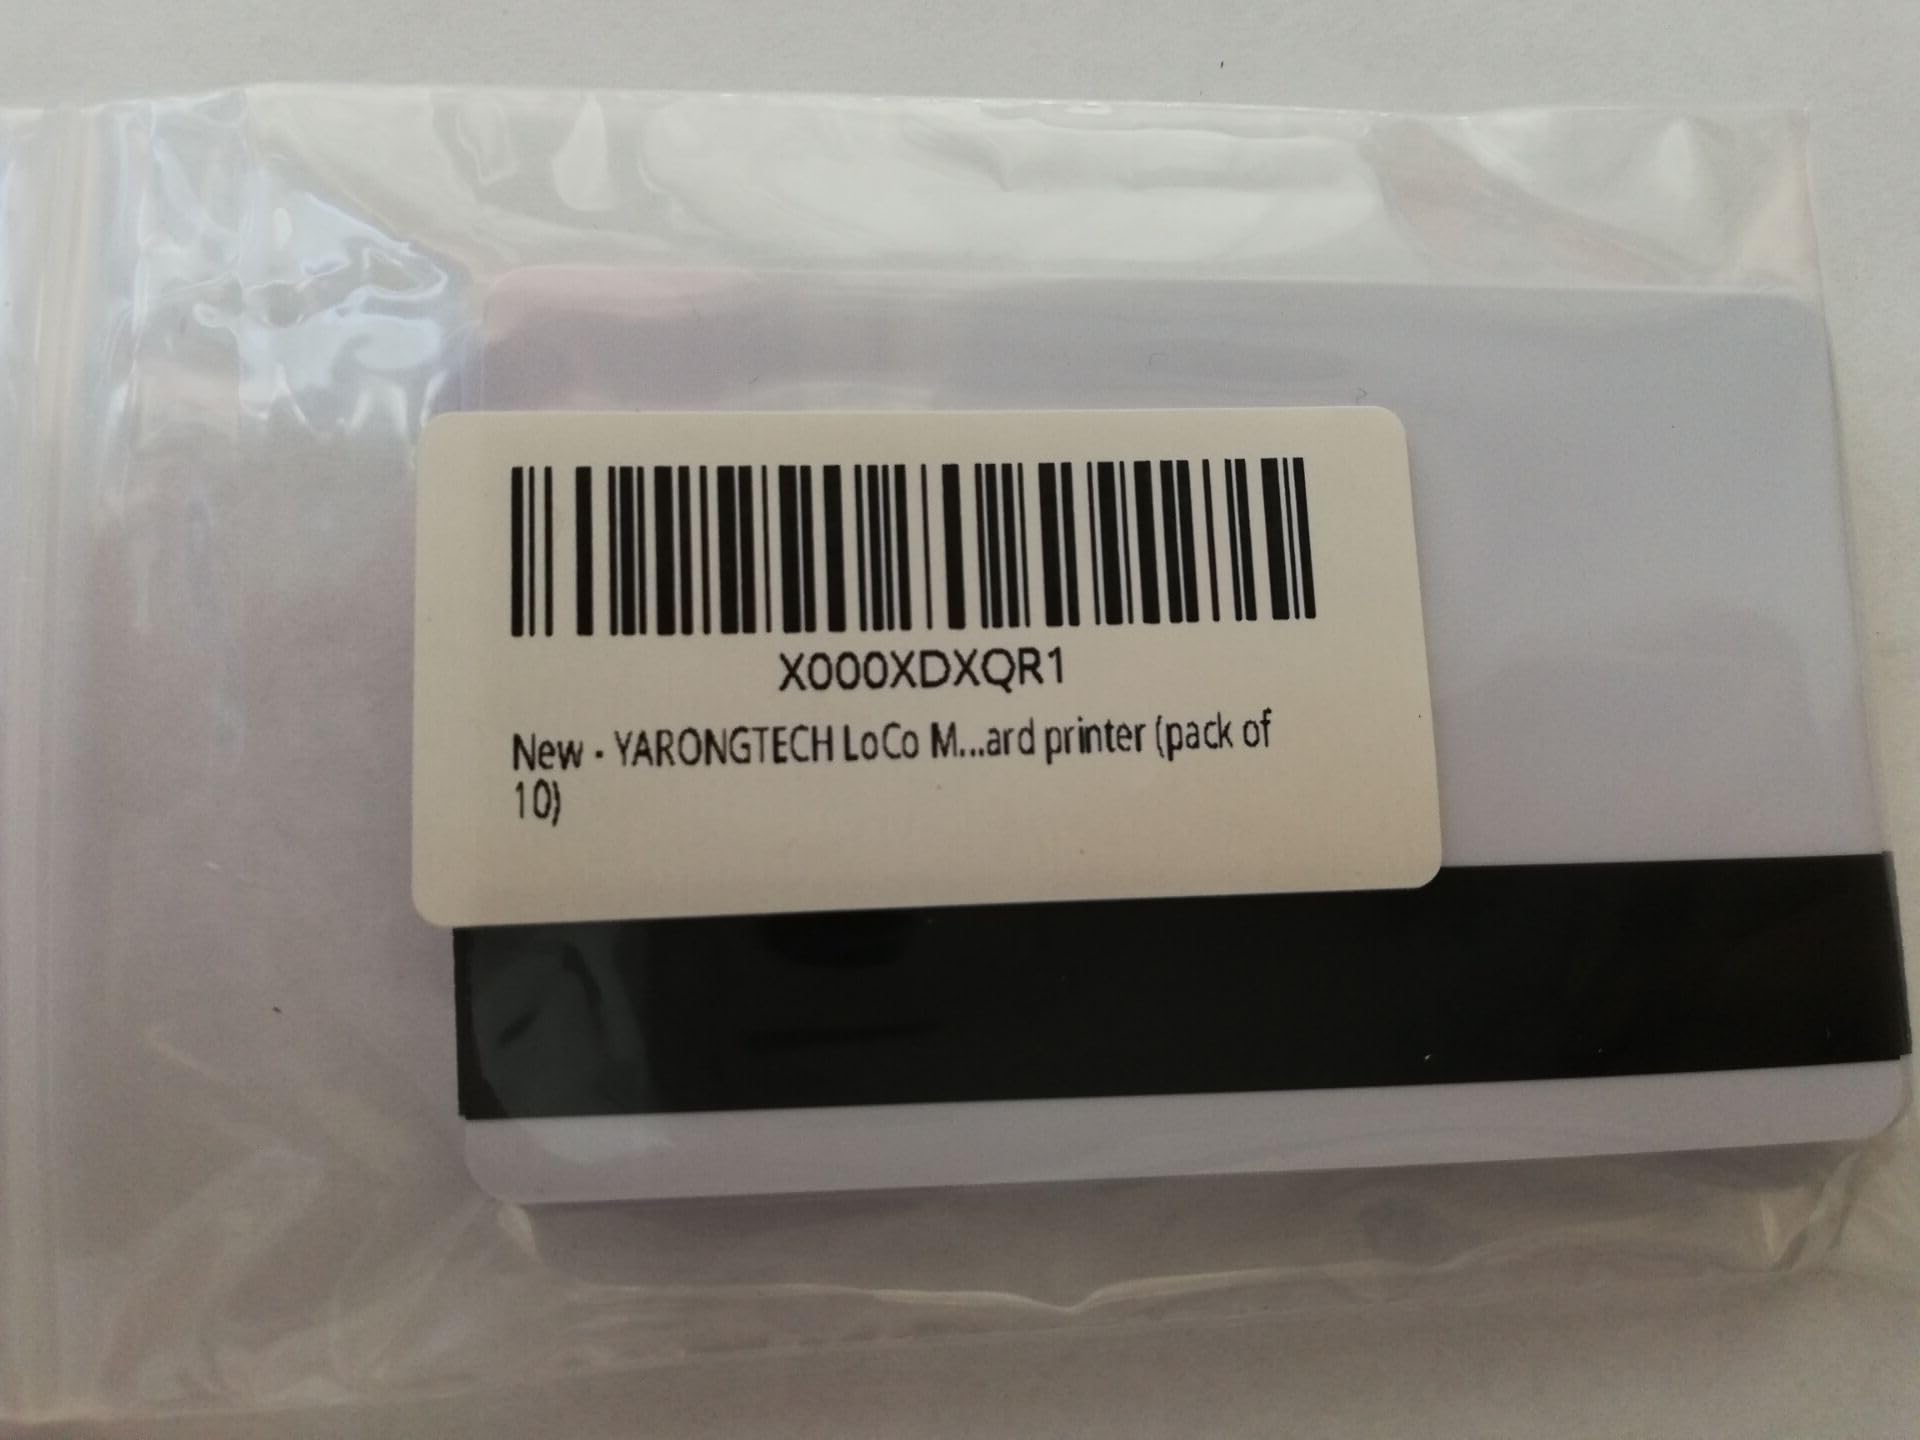 X000XDXQR1
New - YARONGTECH LoCo M...ard printer (pack of
10)